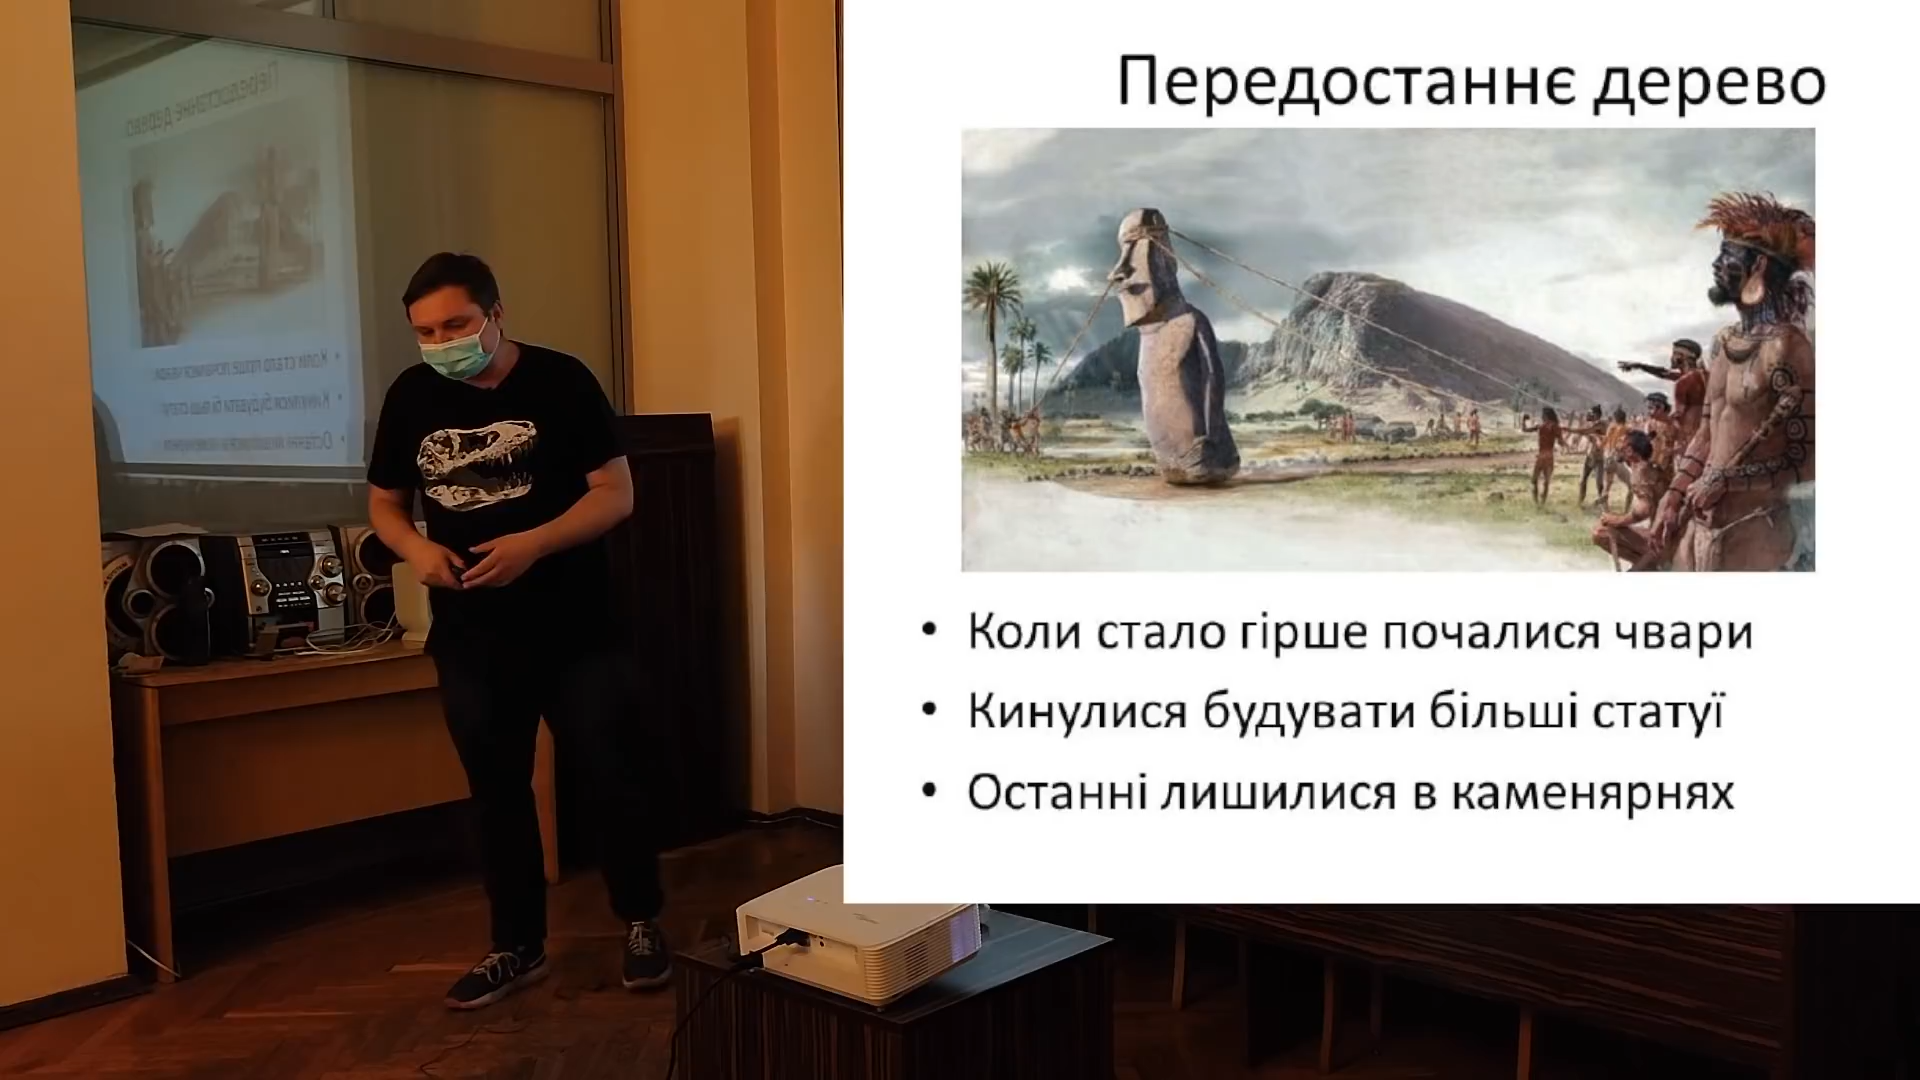 Передостаннє дерево
• Коли стало гірше почалися чвари
• Кинулися будувати більші статуї
• Останні лишилися в каменярнях